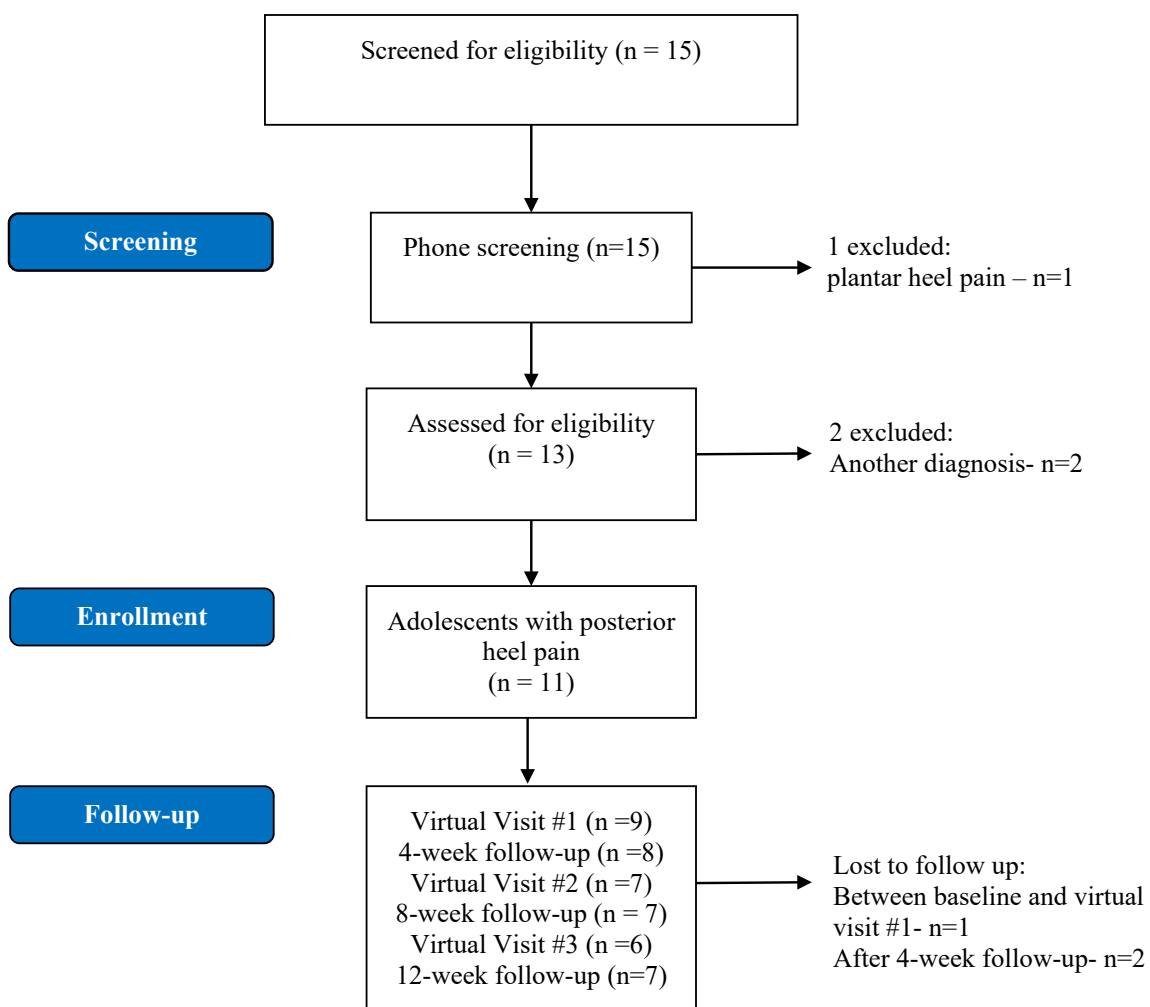 Screened for eligibility (n = 15)
Screening
Phone screening (n=15)
1 excluded:
plantar heel pain – n=1
Assessed for eligibility
(n = 13)
2 excluded:
Another diagnosis- n=2
Enrollment
Adolescents with posterior
heel pain
(n = 11)
Follow-up
Virtual Visit #1 (n =9)
4-week follow-up (n =8)
Virtual Visit #2 (n =7)
8-week follow-up (n = 7)
Virtual Visit #3 (n =6)
12-week follow-up (n=7)
Lost to follow up:
Between baseline and virtual
visit #1- n=1
After 4-week follow-up- n=2